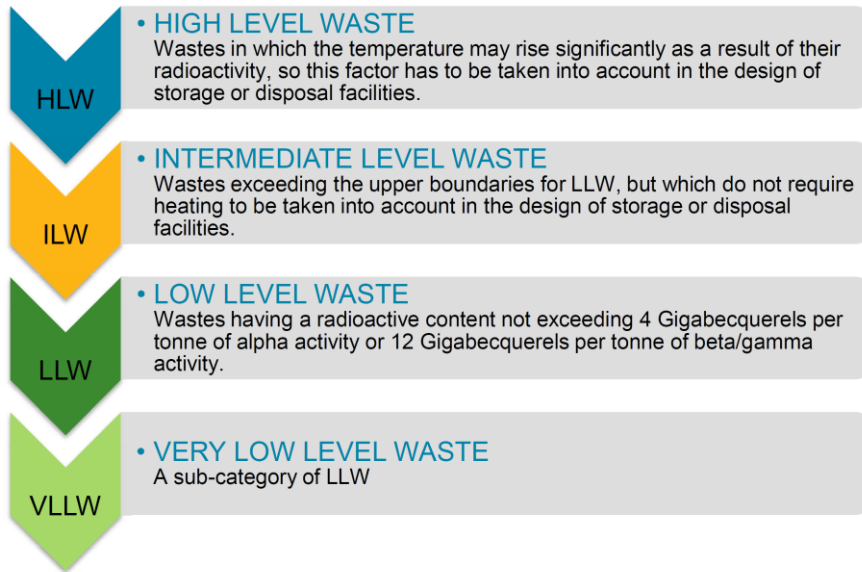 HLW
• HIGH LEVEL WASTE
Wastes in which the temperature may rise significantly as a result of their
radioactivity, so this factor has to be taken into account in the design of
storage or disposal facilities.
ILW
• INTERMEDIATE LEVEL WASTE
Wastes exceeding the upper boundaries for LLW, but which do not require
heating to be taken into account in the design of storage or disposal
facilities.
LLW
• LOW LEVEL WASTE
Wastes having a radioactive content not exceeding 4 Gigabecquerels per
tonne of alpha activity or 12 Gigabecquerels per tonne of beta/gamma
activity.
VLLW
• VERY LOW LEVEL WASTE
A sub-category of LLW